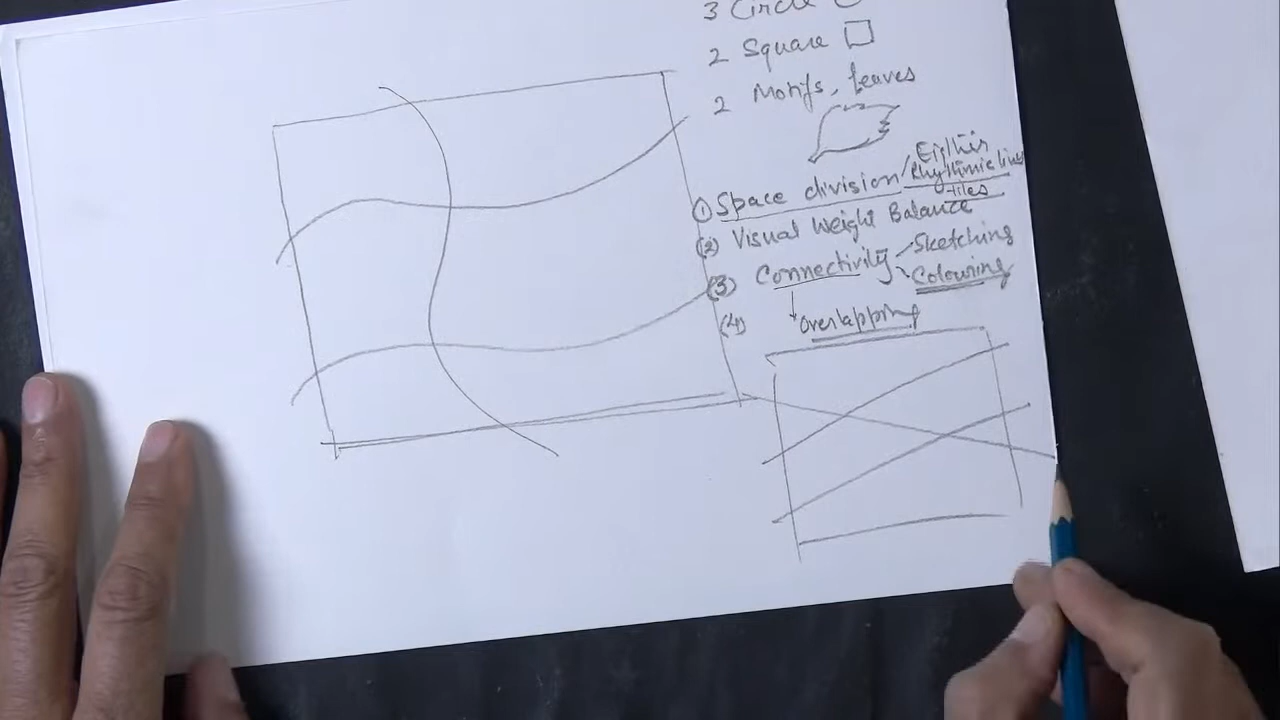 3 Circle
2 Square
2 Motifs, leaves
① Space division / Eigthir
Rhythmic lines
tiles
(2) Visual Weight Balance
(3) Connectivity Sketching
Colouring
(4) Overlapping